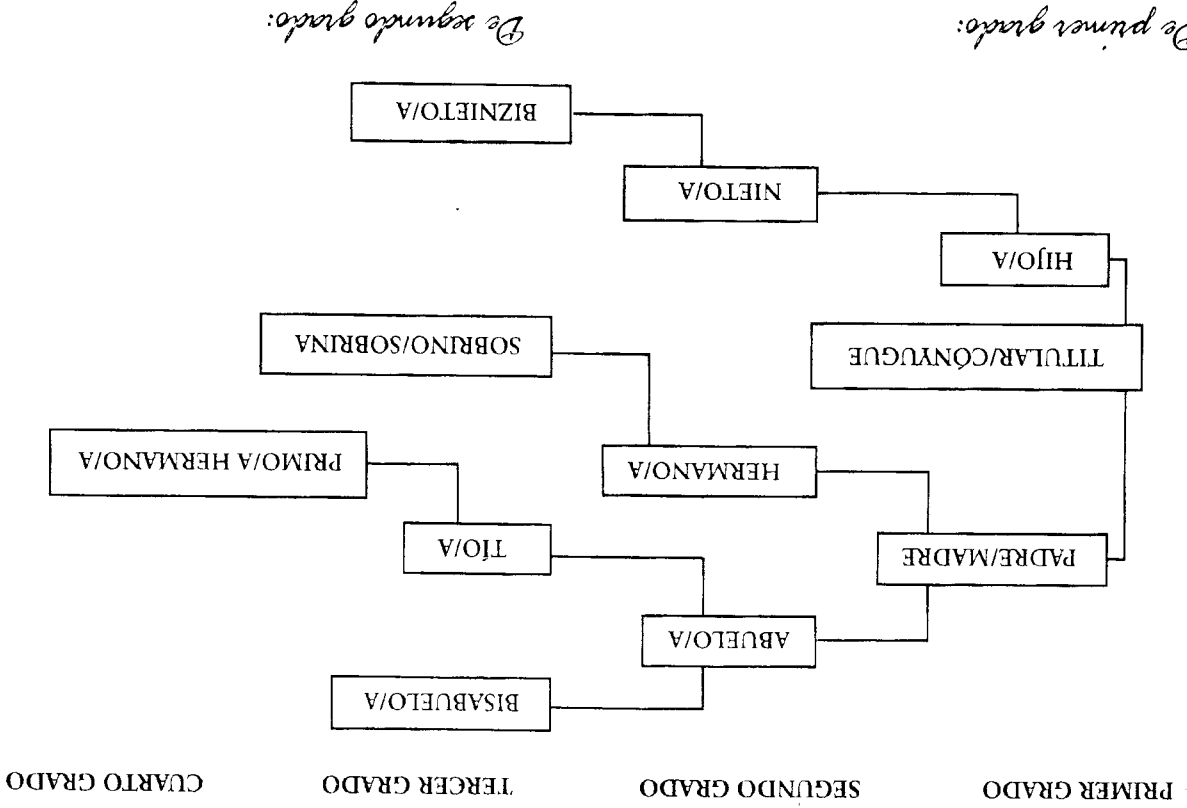 PRIMER GRADO SEGUNDO GRADO TERCER GRADO CUARTO GRADO
BISABUELO/A
ABUELO/A
TÍO/A
PADRE/MADRE
PRIMO/A HERMANO/A
HERMANO/A
SOBRINO/SOBRINA
TITULAR/CÓNYUGUE
HIJO/A
NIETO/A
BIZNIETO/A
De primer grado: De segundo grado: